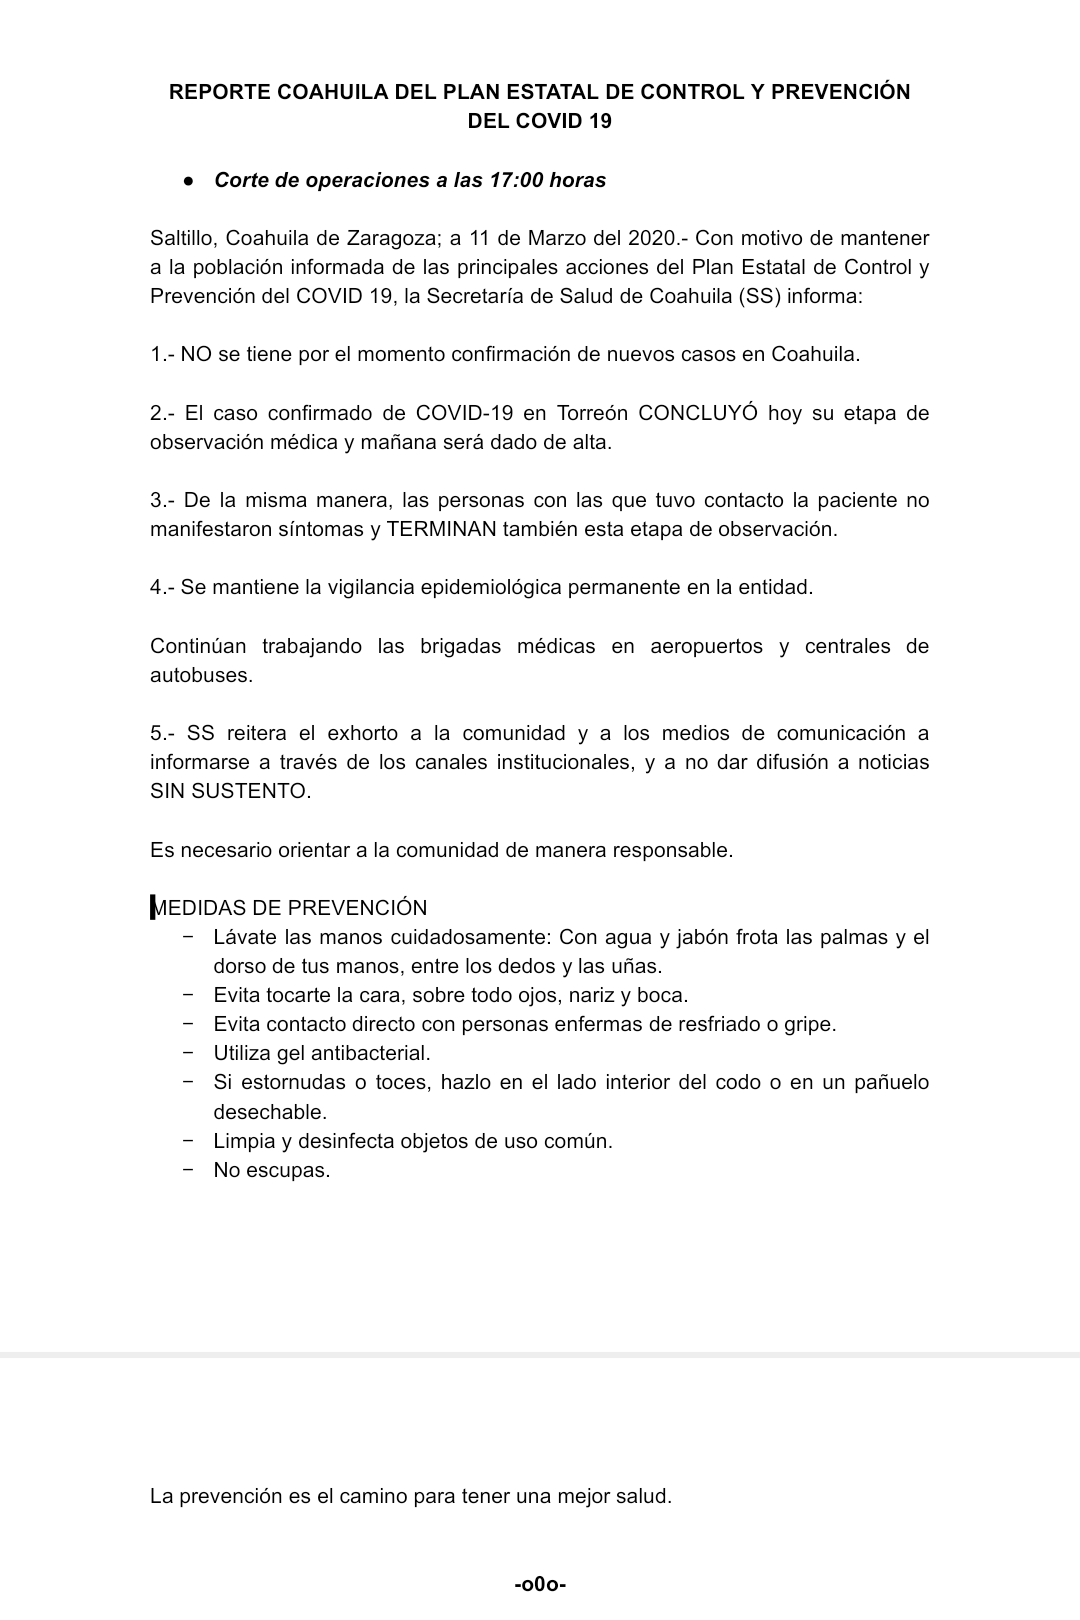 REPORTE COAHUILA DEL PLAN ESTATAL DE CONTROL Y PREVENCIÓN
DEL COVID 19
● Corte de operaciones a las 17:00 horas
Saltillo, Coahuila de Zaragoza; a 11 de Marzo del 2020.- Con motivo de mantener
a la población informada de las principales acciones del Plan Estatal de Control y
Prevención del COVID 19, la Secretaría de Salud de Coahuila (SS) informa:
1.- NO se tiene por el momento confirmación de nuevos casos en Coahuila.
2.- El caso confirmado de COVID-19 en Torreón CONCLUYÓ hoy su etapa de
observación médica y mañana será dado de alta.
3.- De la misma manera, las personas con las que tuvo contacto la paciente no
manifestaron síntomas y TERMINAN también esta etapa de observación.
4.- Se mantiene la vigilancia epidemiológica permanente en la entidad.
Continúan trabajando las brigadas médicas en aeropuertos y centrales de
autobuses.
5.- SS reitera el exhorto a la comunidad y a los medios de comunicación a
informarse a través de los canales institucionales, y a no dar difusión a noticias
SIN SUSTENTO.
Es necesario orientar a la comunidad de manera responsable.
MEDIDAS DE PREVENCIÓN
− Lávate las manos cuidadosamente: Con agua y jabón frota las palmas y el
dorso de tus manos, entre los dedos y las uñas.
− Evita tocarte la cara, sobre todo ojos, nariz y boca.
− Evita contacto directo con personas enfermas de resfriado o gripe.
− Utiliza gel antibacterial.
− Si estornudas o toces, hazlo en el lado interior del codo o en un pañuelo
desechable.
− Limpia y desinfecta objetos de uso común.
− No escupas.
La prevención es el camino para tener una mejor salud.
-o0o-